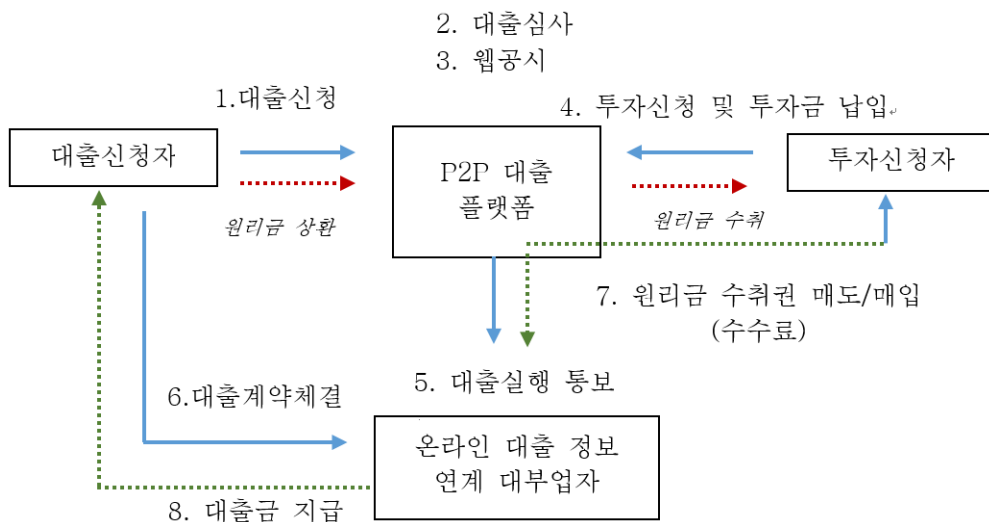 2. 대출심사
3. 웹공시
1.대출신청
4. 투자신청 및 투자금 납입
대출신청자
P2P 대출
플랫폼
투자신청자
원리금 상환
원리금 수취
7. 원리금 수취권 매도/매입
(수수료)
5. 대출실행 통보
6.대출계약체결
온라인 대출 정보
연계 대부업자
8. 대출금 지급